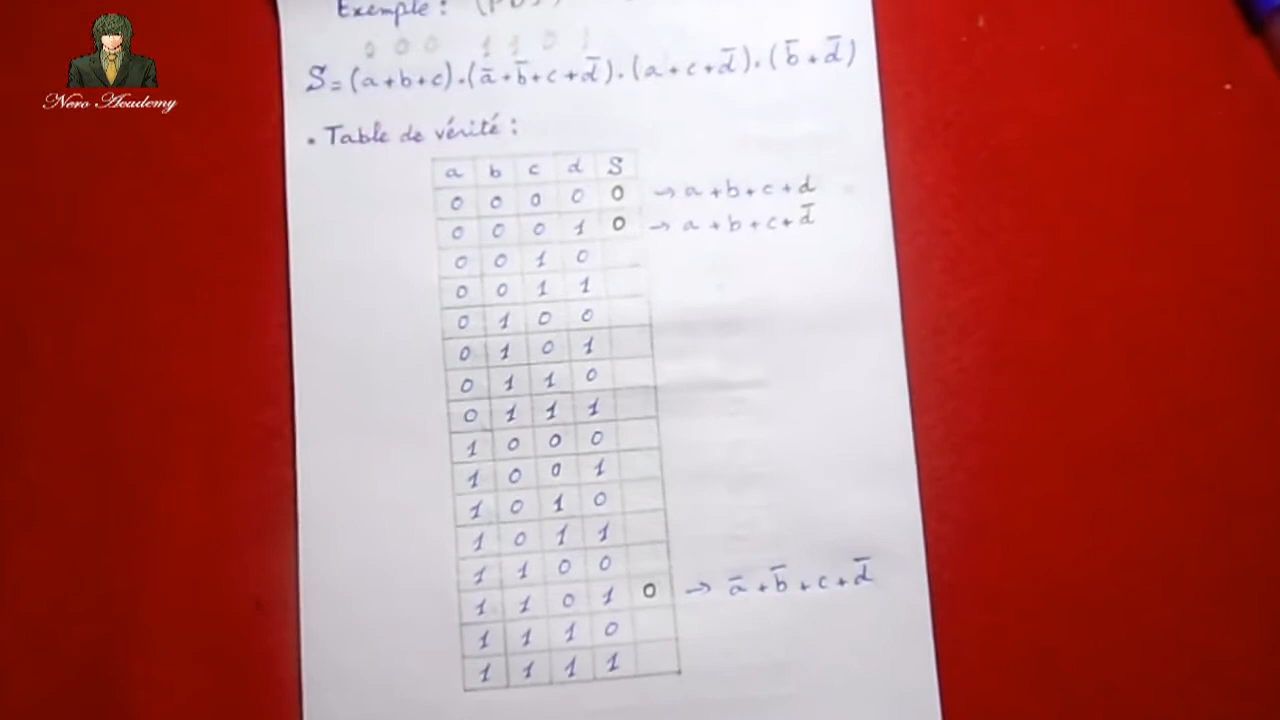 Exemple : (PDS)
0 0 0 1 1 0 1
S = (a+b+c).(a̅+b̅+c+d̅).(a+c+d̅).(b̅+d̅)
Nero Academy
• Table de vérité :
a b c d S
0 0 0 0 0 → a+b+c+d
0 0 0 1 0 → a+b+c+d̅
0 0 1 0
0 0 1 1
0 1 0 0
0 1 0 1
0 1 1 0
0 1 1 1
1 0 0 0
1 0 0 1
1 0 1 0
1 0 1 1
1 1 0 0
1 1 0 1 0 → a̅+b̅+c+d̅
1 1 1 0
1 1 1 1